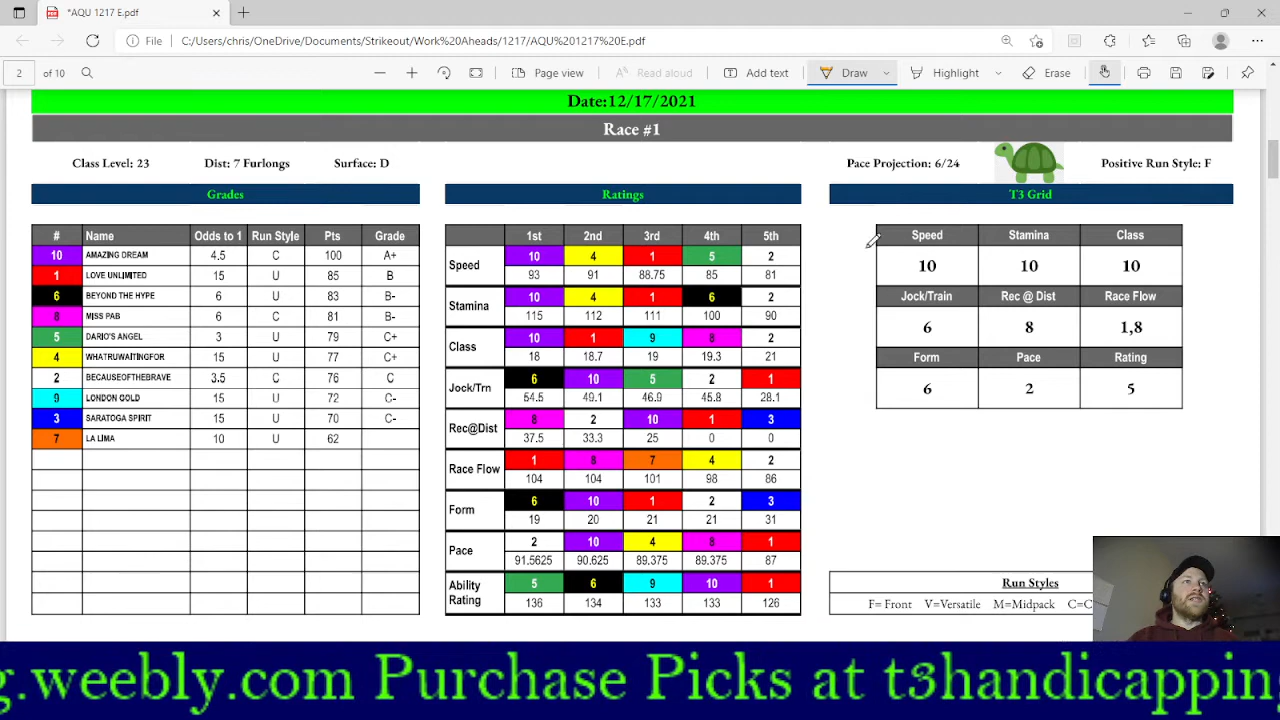 *AQU 1217 E.pdf
File
C:/Users/chris/OneDrive/Documents/Strikeout/Work%20Aheads/1217/AQU%201217%20E.pdf
2 of 10
Page view
Read aloud
Add text
Draw
Highlight
Erase
Date:12/17/2021
Race #1
Class Level: 23 Dist: 7 Furlongs Surface: D Pace Projection: 6/24 Positive Run Style: F
Grades
# Name Odds to 1 Run Style Pts Grade
10 AMAZING DREAM 4.5 C 100 A+
1 LOVE UNLIMITED 15 U 85 B
6 BEYOND THE HYPE 6 U 83 B-
8 MISS PAB 6 C 81 B-
5 DARIO'S ANGEL 3 U 79 C+
4 WHATRUWAITINGFOR 15 U 77 C+
2 BECAUSEOFTHEBRAVE 3.5 C 76 C
9 LONDON GOLD 15 U 72 C-
3 SARATOGA SPIRIT 15 U 70 C-
7 LA LIMA 10 U 62
Ratings
1st 2nd 3rd 4th 5th
Speed 10 4 1 5 2
93 91 88.75 85 81
Stamina 10 4 1 6 2
115 112 111 100 90
Class 10 1 9 8 2
18 18.7 19 19.3 21
Jock/Trn 6 10 5 2 1
54.5 49.1 46.9 45.8 28.1
Rec@Dist 8 2 10 1 3
37.5 33.3 25 0 0
Race Flow 1 8 7 4 2
104 104 101 98 86
Form 6 10 1 2 3
19 20 21 21 31
Pace 2 10 4 8 1
91.5625 90.625 89.375 89.375 87
Ability Rating 5 6 9 10 1
136 134 133 133 126
T3 Grid
Speed Stamina Class
10 10 10
Jock/Train Rec @ Dist Race Flow
6 8 1,8
Form Pace Rating
6 2 5
Run Styles
F= Front V=Versatile M=Midpack C=C
g.weebly.com Purchase Picks at t3handicapping